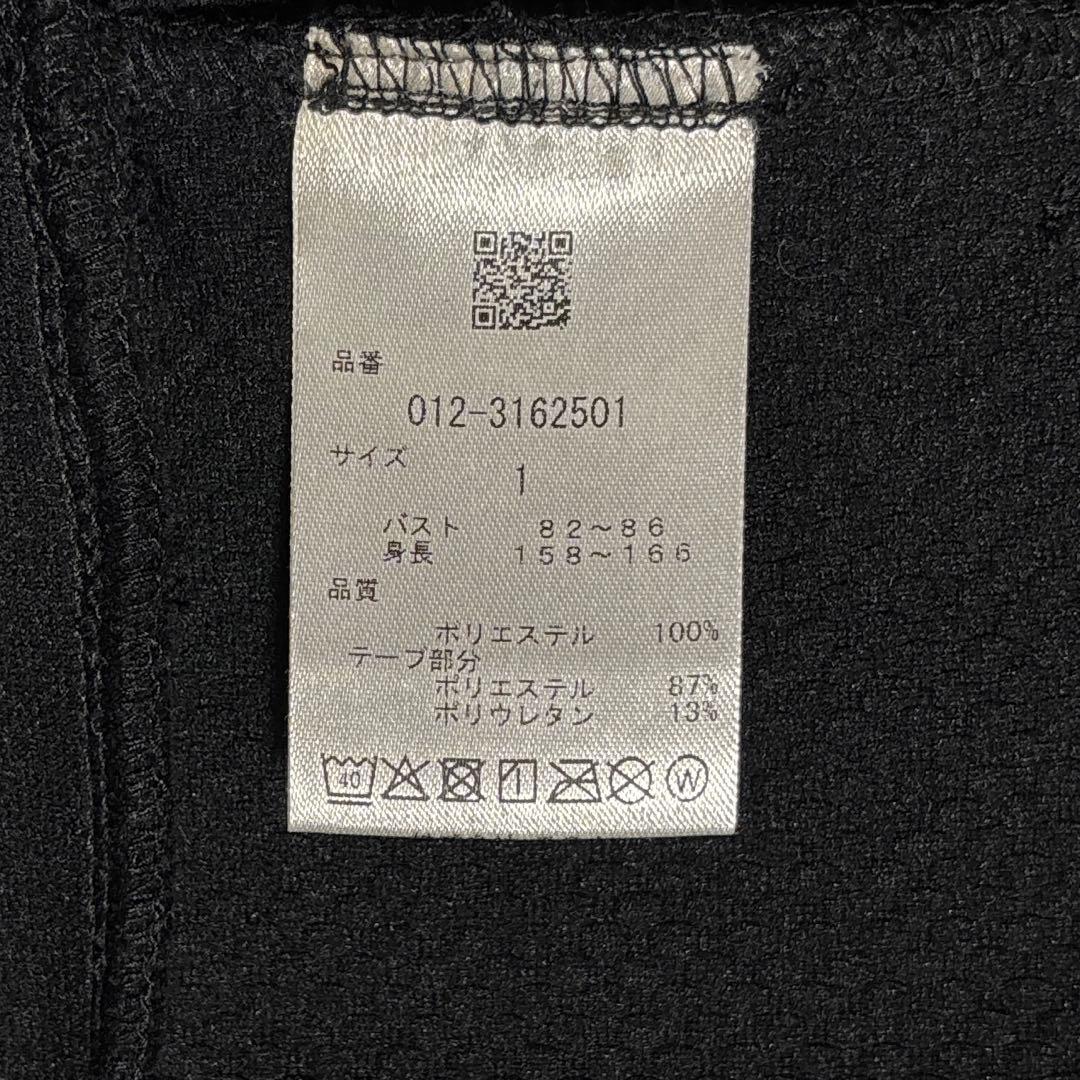 品番
012-3162501
サイズ
1
バスト 82～86
身長 158～166
品質
ポリエステル 100%
テープ部分
ポリエステル 87%
ポリウレタン 13%
40
W